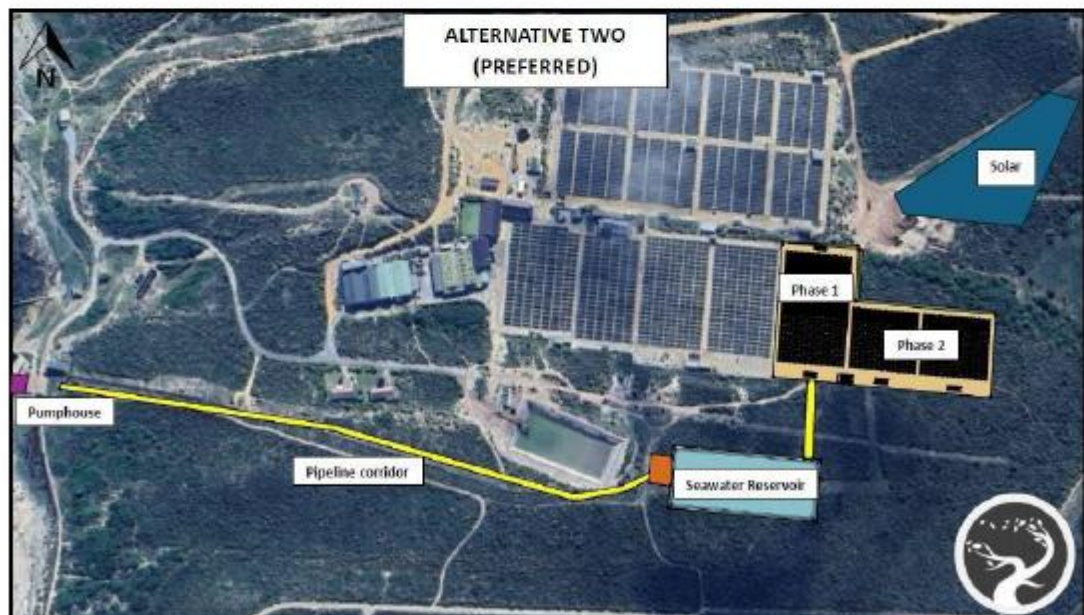 ALTERNATIVE TWO
(PREFERRED)
N
Solar
Phase 1
Phase 2
Pumphouse
Pipeline corridor
Seawater Reservoir